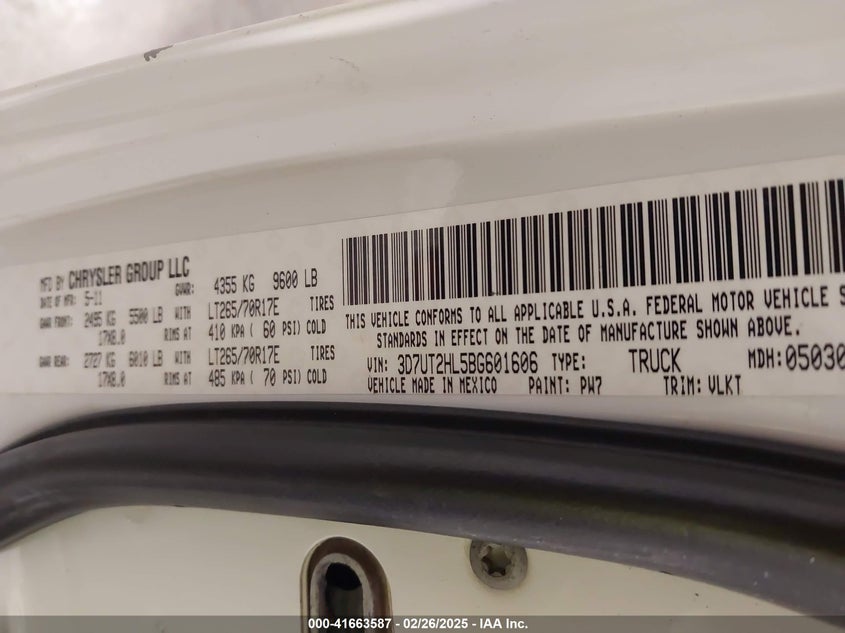 MFD BY CHRYSLER GROUP LLC
DATE OF MFR: 5-11 GVWR: 4355 KG 9600 LB
GAWR FRONT: 2495 KG 5500 LB WITH LT265/70R17E TIRES
17X8.0 RIMS AT 410 KPA ( 60 PSI) COLD
GAWR REAR: 2727 KG 6010 LB WITH LT265/70R17E TIRES
17X8.0 RIMS AT 485 KPA ( 70 PSI) COLD
THIS VEHICLE CONFORMS TO ALL APPLICABLE U.S.A. FEDERAL MOTOR VEHICLE S
STANDARDS IN EFFECT ON THE DATE OF MANUFACTURE SHOWN ABOVE.
VIN: 3D7UT2HL5BG601606 TYPE: TRUCK MDH: 05030
VEHICLE MADE IN MEXICO PAINT: PW7 TRIM: VLKT
000-41663587 - 02/26/2025 - IAA Inc.